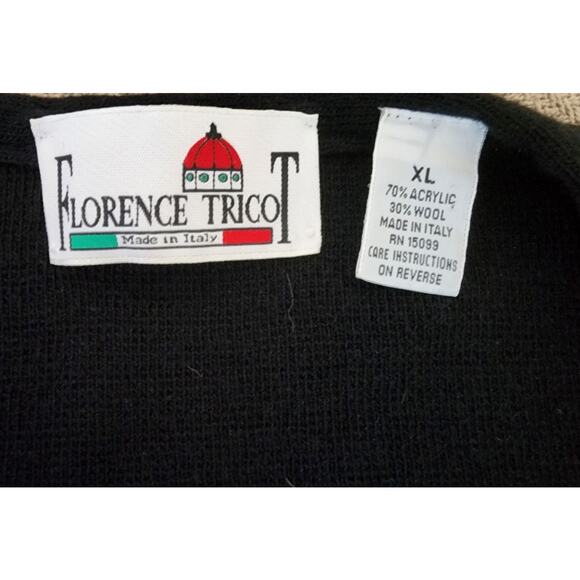 FLORENCE TRICOT
Made in Italy
XL
70% ACRYLIC
30% WOOL
MADE IN ITALY
RN 15099
CARE INSTRUCTIONS
ON REVERSE